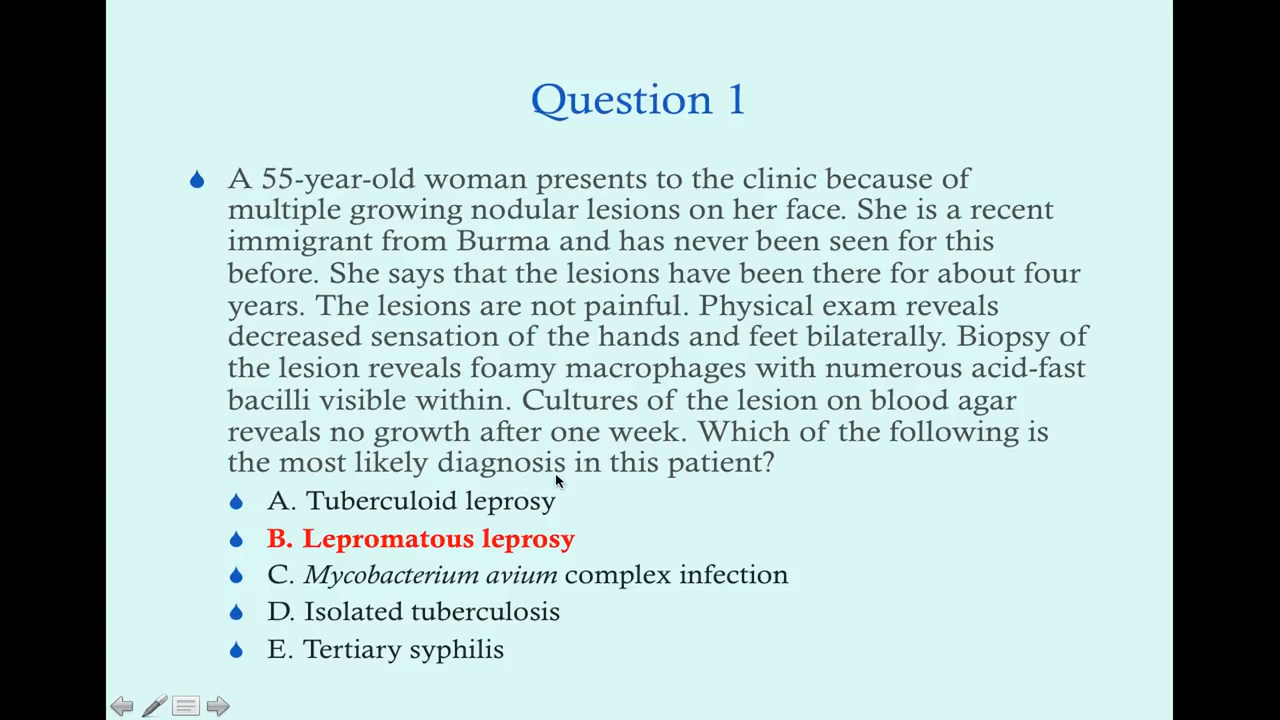 Question 1
A 55-year-old woman presents to the clinic because of
multiple growing nodular lesions on her face. She is a recent
immigrant from Burma and has never been seen for this
before. She says that the lesions have been there for about four
years. The lesions are not painful. Physical exam reveals
decreased sensation of the hands and feet bilaterally. Biopsy of
the lesion reveals foamy macrophages with numerous acid-fast
bacilli visible within. Cultures of the lesion on blood agar
reveals no growth after one week. Which of the following is
the most likely diagnosis in this patient?
A. Tuberculoid leprosy
B. Lepromatous leprosy
C. Mycobacterium avium complex infection
D. Isolated tuberculosis
E. Tertiary syphilis